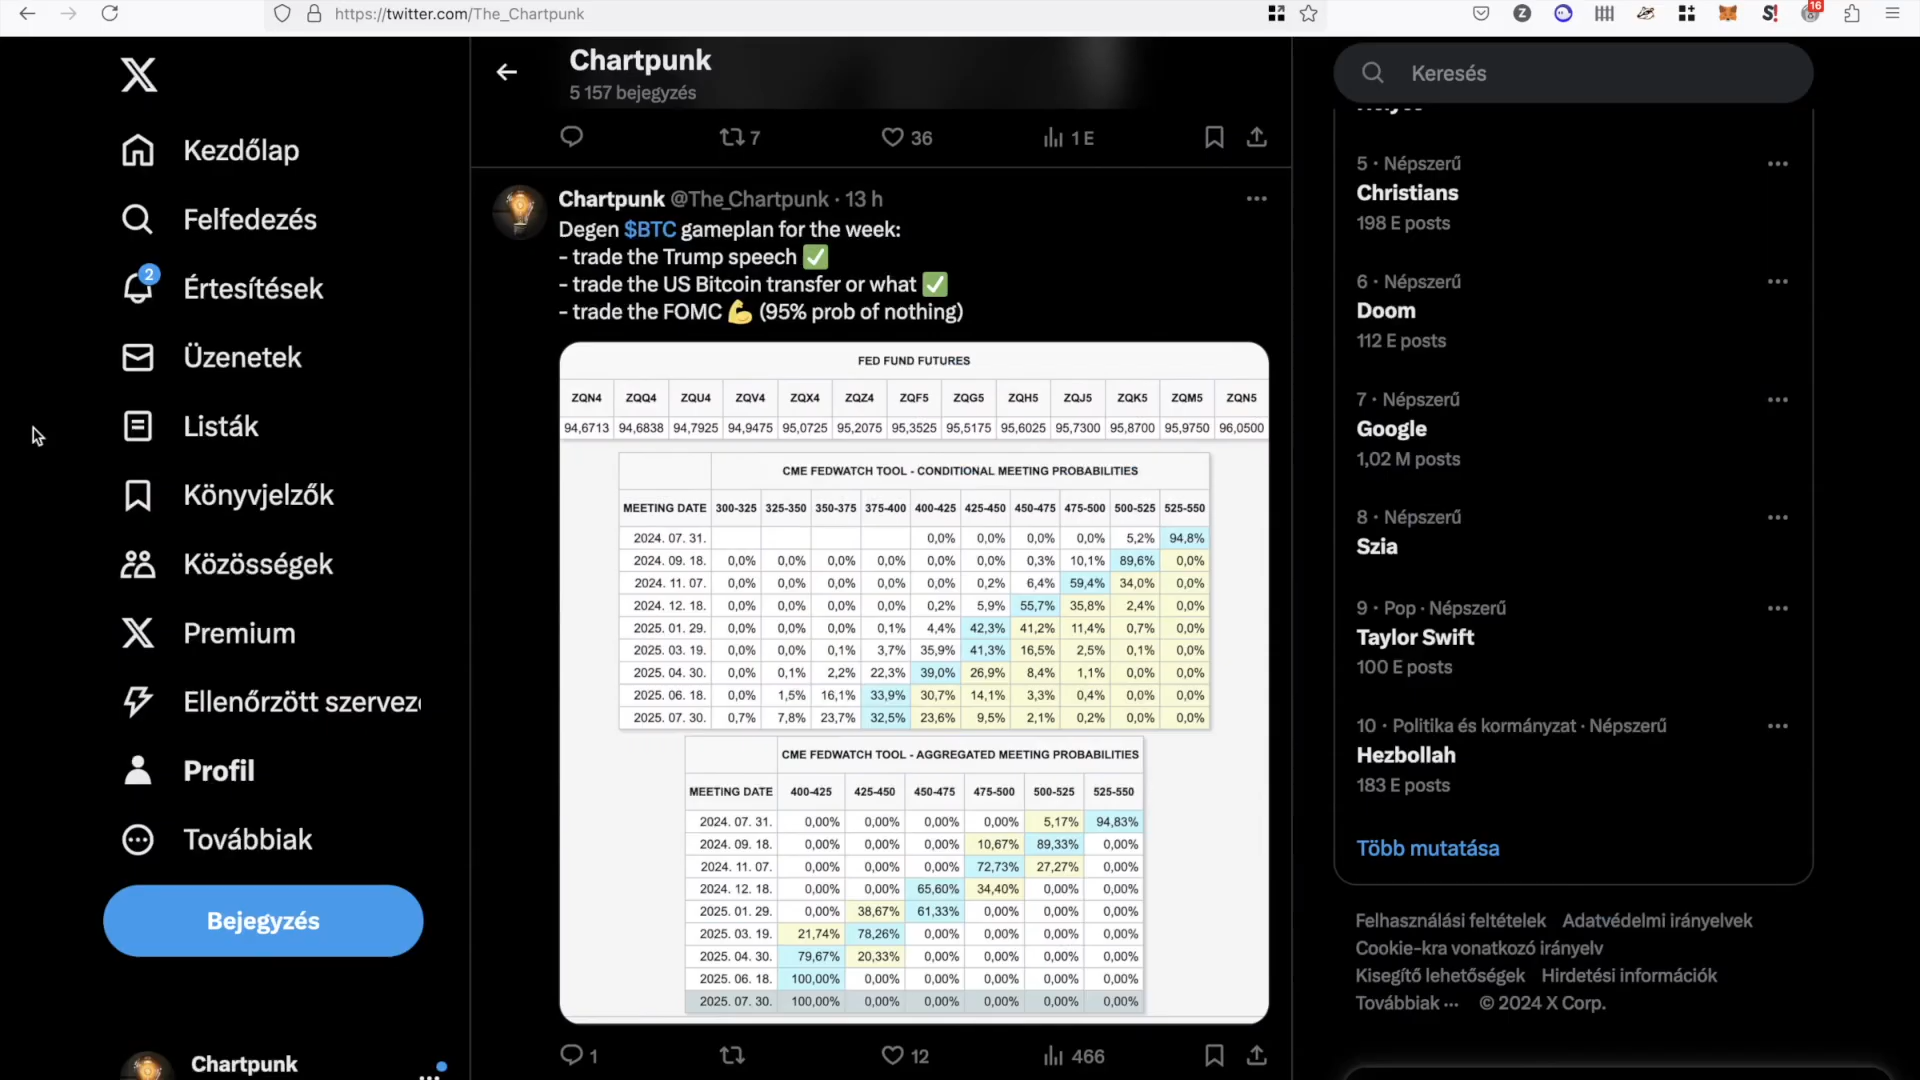 https://twitter.com/The_Chartpunk
16
Chartpunk
5 157 bejegyzés
Keresés
Kezdőlap
Felfedezés
2
Értesítések
Üzenetek
Listák
Könyvjelzők
Közösségek
Premium
Ellenőrzött szerveze
Profil
Továbbiak
Bejegyzés
Chartpunk
7 36 1 E
Chartpunk @The_Chartpunk · 13 h
Degen $BTC gameplan for the week:
- trade the Trump speech ✅
- trade the US Bitcoin transfer or what ✅
- trade the FOMC 💪 (95% prob of nothing)
FED FUND FUTURES
ZQN4 ZQQ4 ZQU4 ZQV4 ZQX4 ZQZ4 ZQF5 ZQG5 ZQH5 ZQJ5 ZQK5 ZQM5 ZQN5
94,6713 94,6838 94,7925 94,9475 95,0725 95,2075 95,3525 95,5175 95,6025 95,7300 95,8700 95,9750 96,0500
CME FEDWATCH TOOL - CONDITIONAL MEETING PROBABILITIES
MEETING DATE 300-325 325-350 350-375 375-400 400-425 425-450 450-475 475-500 500-525 525-550
2024. 07. 31. 0,0% 0,0% 0,0% 0,0% 5,2% 94,8%
2024. 09. 18. 0,0% 0,0% 0,0% 0,0% 0,0% 0,0% 0,3% 10,1% 89,6% 0,0%
2024. 11. 07. 0,0% 0,0% 0,0% 0,0% 0,0% 0,2% 6,4% 59,4% 34,0% 0,0%
2024. 12. 18. 0,0% 0,0% 0,0% 0,0% 0,2% 5,9% 55,7% 35,8% 2,4% 0,0%
2025. 01. 29. 0,0% 0,0% 0,0% 0,1% 4,4% 42,3% 41,2% 11,4% 0,7% 0,0%
2025. 03. 19. 0,0% 0,0% 0,1% 3,7% 35,9% 41,3% 16,5% 2,5% 0,1% 0,0%
2025. 04. 30. 0,0% 0,1% 2,2% 22,3% 39,0% 26,9% 8,4% 1,1% 0,0% 0,0%
2025. 06. 18. 0,0% 1,5% 16,1% 33,9% 30,7% 14,1% 3,3% 0,4% 0,0% 0,0%
2025. 07. 30. 0,7% 7,8% 23,7% 32,5% 23,6% 9,5% 2,1% 0,2% 0,0% 0,0%
CME FEDWATCH TOOL - AGGREGATED MEETING PROBABILITIES
MEETING DATE 400-425 425-450 450-475 475-500 500-525 525-550
2024. 07. 31. 0,00% 0,00% 0,00% 0,00% 5,17% 94,83%
2024. 09. 18. 0,00% 0,00% 0,00% 10,67% 89,33% 0,00%
2024. 11. 07. 0,00% 0,00% 0,00% 72,73% 27,27% 0,00%
2024. 12. 18. 0,00% 0,00% 65,60% 34,40% 0,00% 0,00%
2025. 01. 29. 0,00% 38,67% 61,33% 0,00% 0,00% 0,00%
2025. 03. 19. 21,74% 78,26% 0,00% 0,00% 0,00% 0,00%
2025. 04. 30. 79,67% 20,33% 0,00% 0,00% 0,00% 0,00%
2025. 06. 18. 100,00% 0,00% 0,00% 0,00% 0,00% 0,00%
2025. 07. 30. 100,00% 0,00% 0,00% 0,00% 0,00% 0,00%
1 12 466
5 · Népszerű
Christians
198 E posts
6 · Népszerű
Doom
112 E posts
7 · Népszerű
Google
1,02 M posts
8 · Népszerű
Szia
9 · Pop · Népszerű
Taylor Swift
100 E posts
10 · Politika és kormányzat · Népszerű
Hezbollah
183 E posts
Több mutatása
Felhasználási feltételek Adatvédelmi irányelvek
Cookie-kra vonatkozó irányelv
Kisegítő lehetőségek Hirdetési információk
Továbbiak ··· © 2024 X Corp.